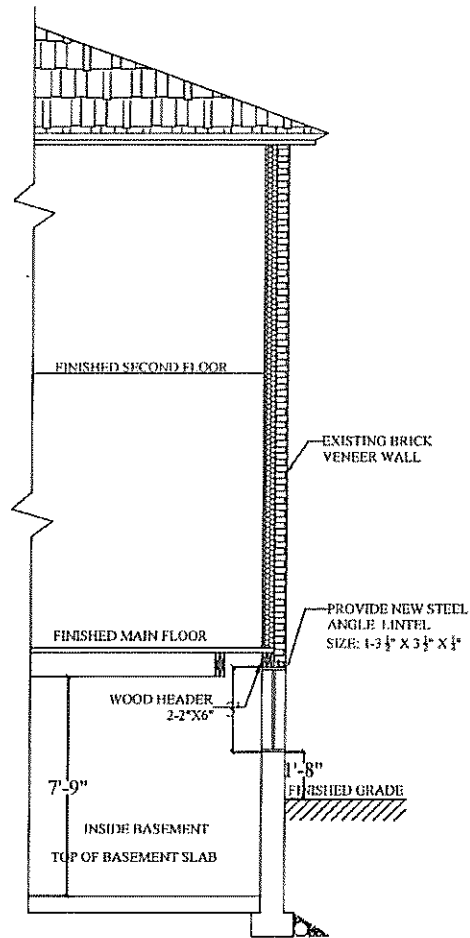 FINISHED SECOND FLOOR
EXISTING BRICK
VENEER WALL
PROVIDE NEW STEEL
ANGLE LINTEL
SIZE: 1-3 ½" X 3 ½" X ¼"
FINISHED MAIN FLOOR
WOOD HEADER
2-2"X6"
1'-8"
FINISHED GRADE
7'-9"
INSIDE BASEMENT
TOP OF BASEMENT SLAB